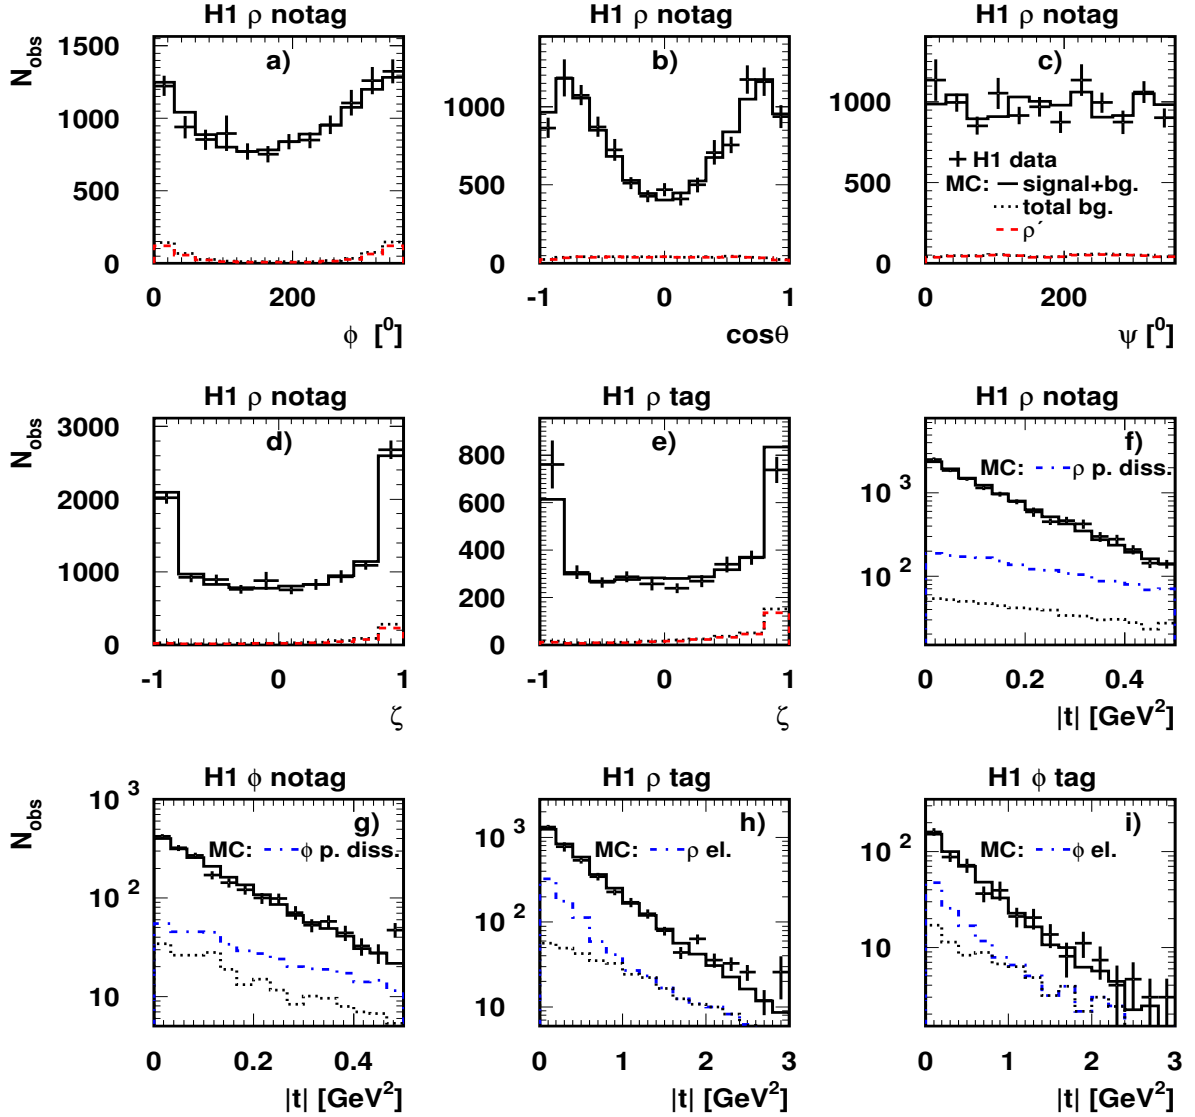 H1 ρ notag
H1 ρ notag
H1 ρ notag
N_obs
1500
1000
500
0
a)
0
200
φ [⁰]
1000
500
0
b)
-1
0
1
cosθ
1000
500
0
c)
H1 data
MC: signal+bg.
total bg.
ρ´
0
200
ψ [⁰]
H1 ρ notag
H1 ρ tag
H1 ρ notag
N_obs
3000
2000
1000
0
d)
-1
0
1
ζ
800
600
400
200
0
e)
-1
0
1
ζ
10³
10²
f)
MC: ρ p. diss.
0
0.2
0.4
|t| [GeV²]
H1 φ notag
H1 ρ tag
H1 φ tag
N_obs
10³
10²
10
g)
MC: φ p. diss.
0
0.2
0.4
|t| [GeV²]
10³
10²
10
h)
MC: ρ el.
0
1
2
3
|t| [GeV²]
10²
10
i)
MC: φ el.
0
1
2
3
|t| [GeV²]